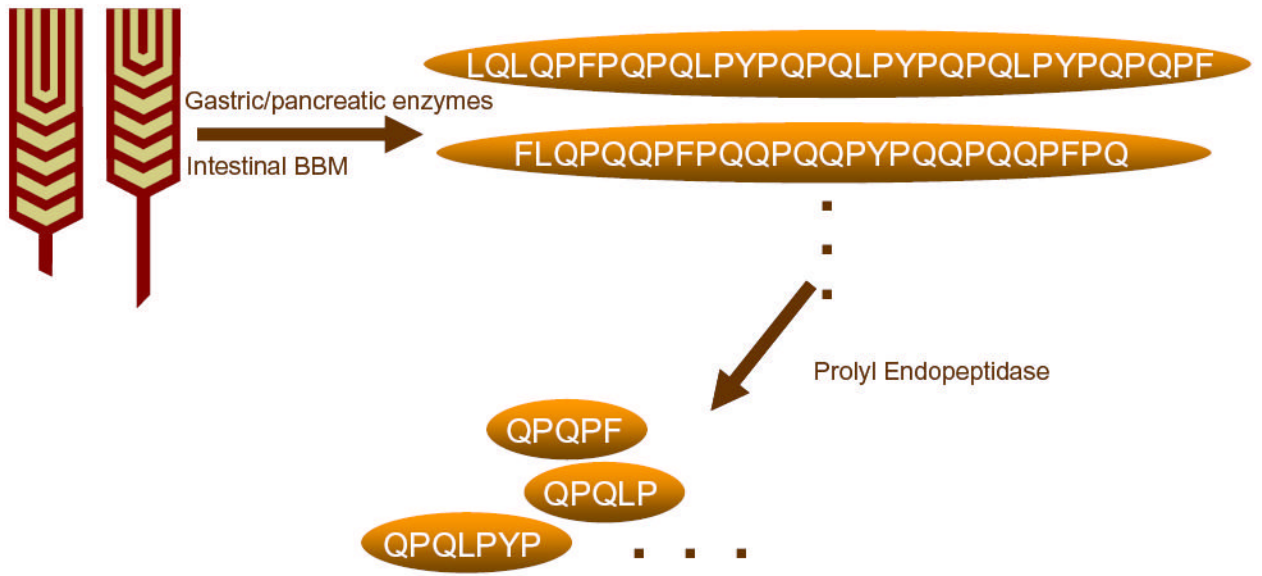 LQLQPFPQPQLPYPQPQLPYPQPQLPYPQPQPF
Gastric/pancreatic enzymes
Intestinal BBM
FLQPQQPFPQQPQQPYPQQPQQPFPQ
Prolyl Endopeptidase
QPQPF
QPQLP
QPQLPYP